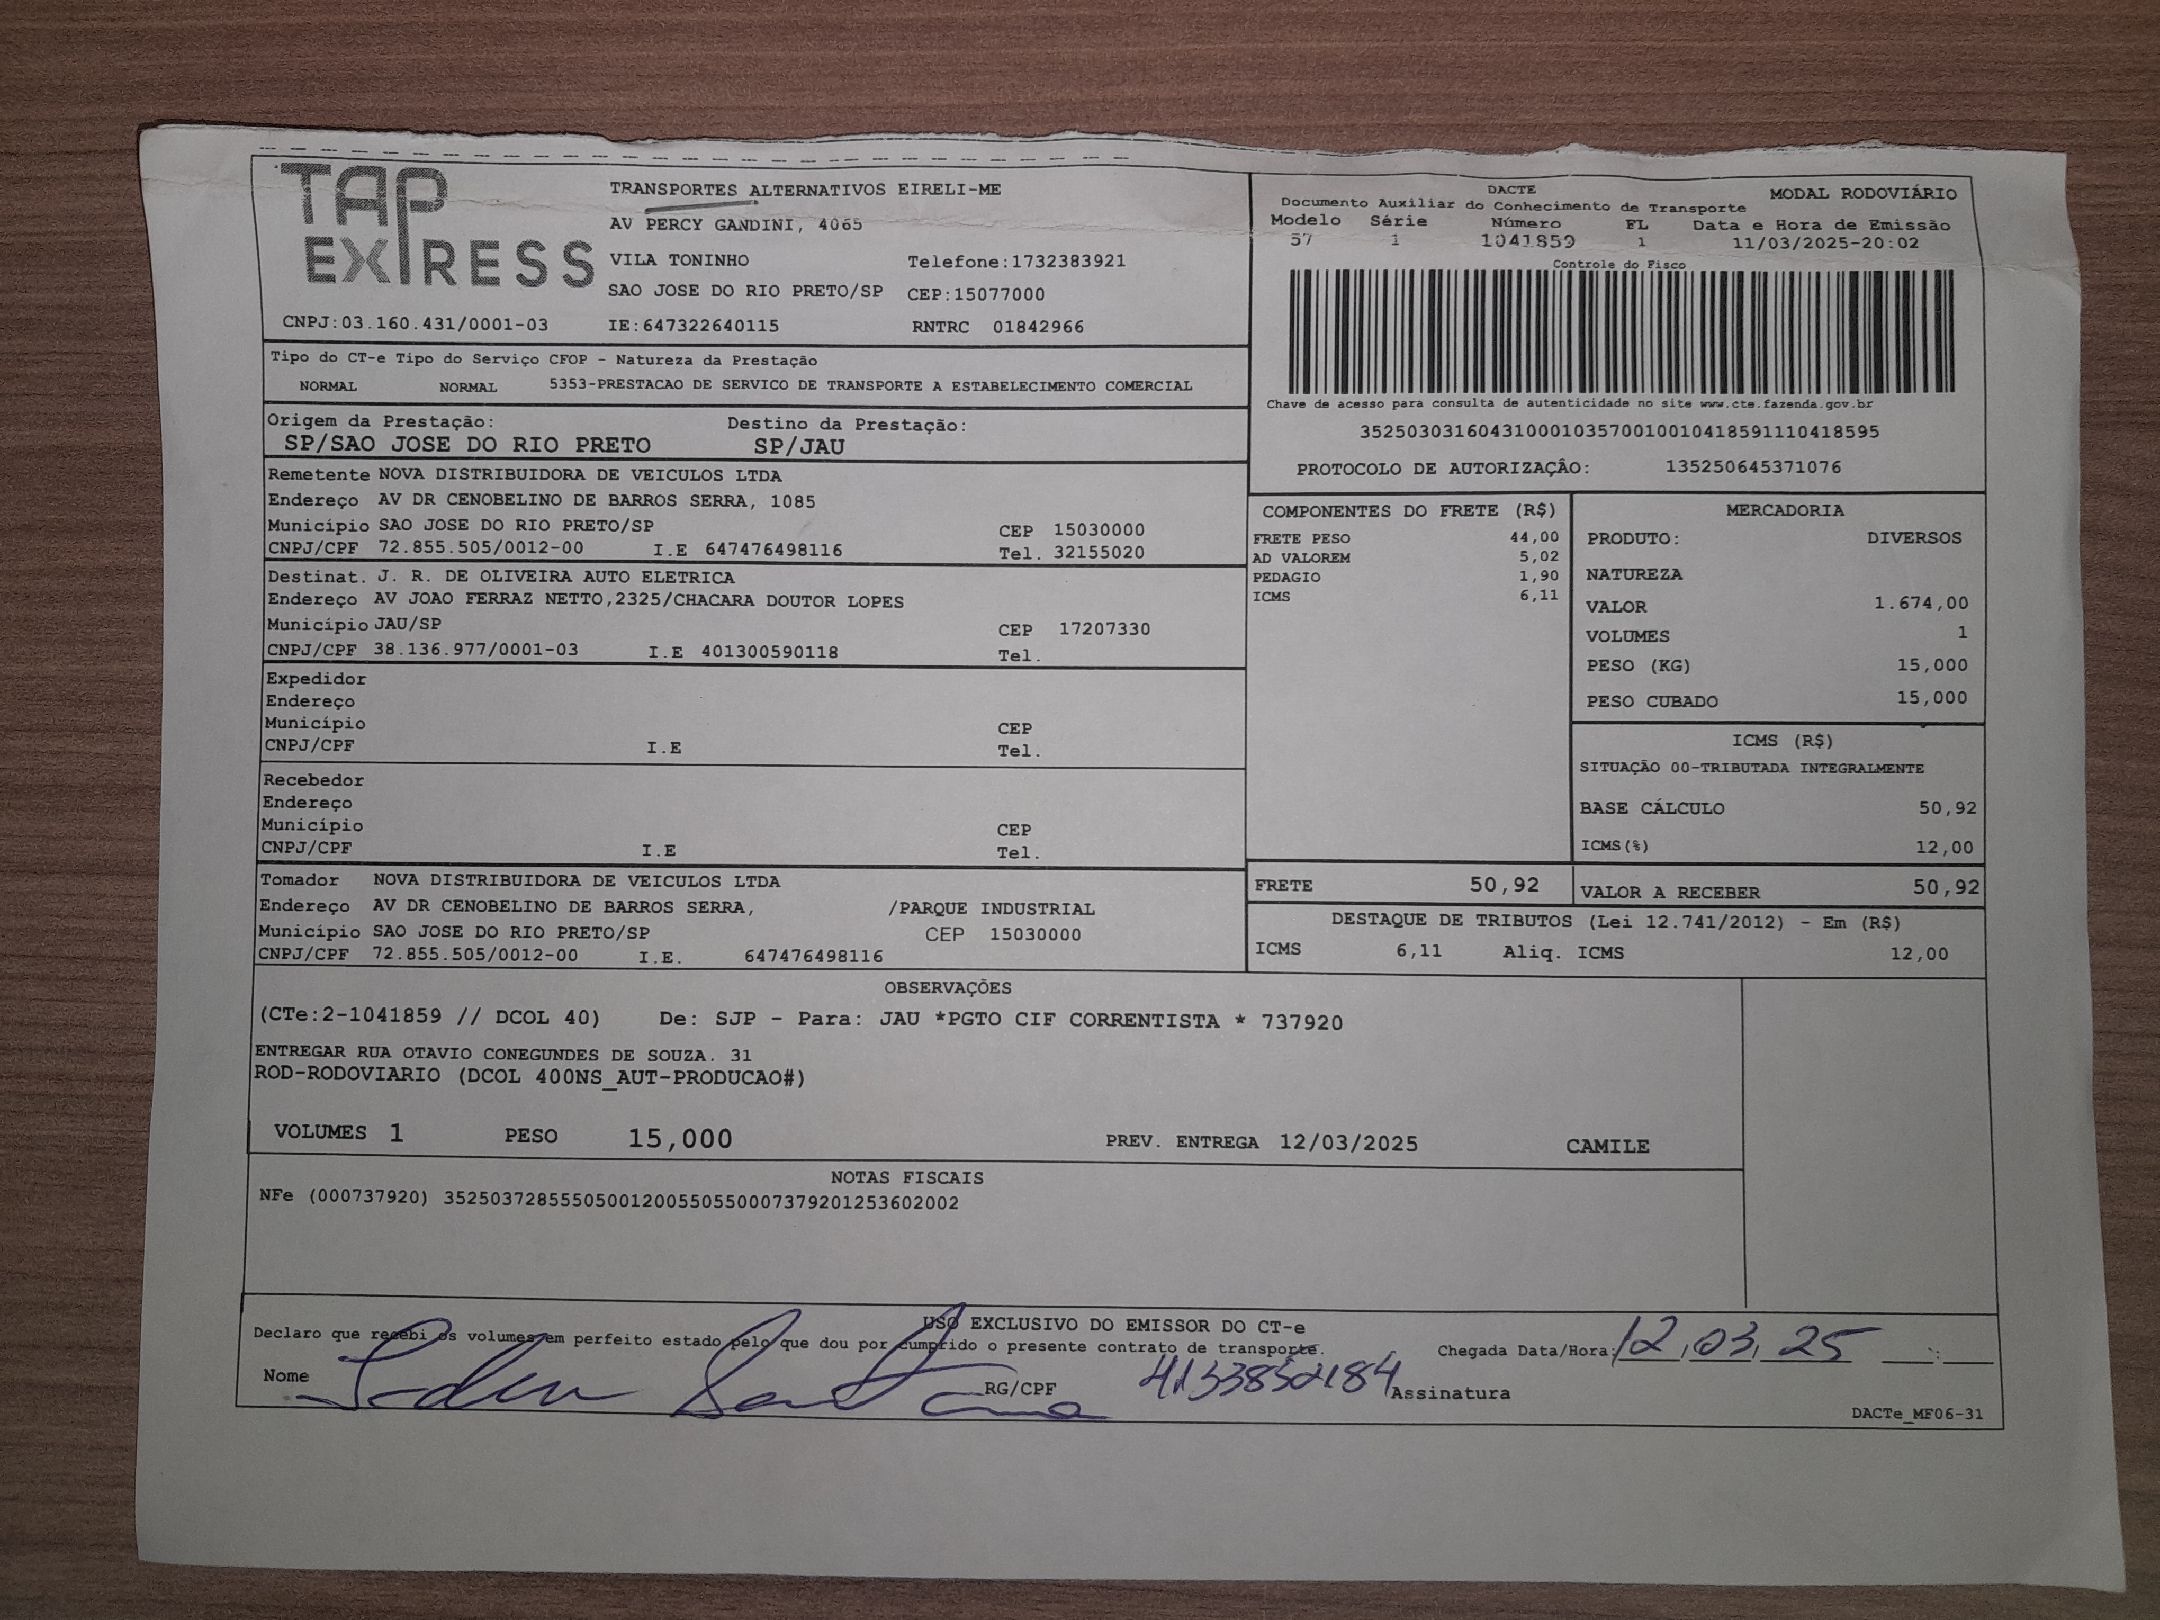 TAP EXPRESS
TRANSPORTES ALTERNATIVOS EIRELI-ME
AV PERCY GANDINI, 4065
VILA TONINHO Telefone:1732383921
SAO JOSE DO RIO PRETO/SP CEP:15077000
CNPJ:03.160.431/0001-03 IE:647322640115 RNTRC 01842966
DACTE MODAL RODOVIÁRIO
Documento Auxiliar do Conhecimento de Transporte
Modelo Série Número FL Data e Hora de Emissão
57 1 1041859 1 11/03/2025-20:02
Controle do Fisco
Chave de acesso para consulta de autenticidade no site www.cte.fazenda.gov.br
35250303160431000103570010010418591110418595
PROTOCOLO DE AUTORIZAÇÂO: 135250645371076
Tipo do CT-e Tipo do Serviço CFOP - Natureza da Prestação
NORMAL NORMAL 5353-PRESTACAO DE SERVICO DE TRANSPORTE A ESTABELECIMENTO COMERCIAL
Origem da Prestação: Destino da Prestação:
SP/SAO JOSE DO RIO PRETO SP/JAU
Remetente NOVA DISTRIBUIDORA DE VEICULOS LTDA
Endereço AV DR CENOBELINO DE BARROS SERRA, 1085
Município SAO JOSE DO RIO PRETO/SP CEP 15030000
CNPJ/CPF 72.855.505/0012-00 I.E 647476498116 Tel. 32155020
Destinat. J. R. DE OLIVEIRA AUTO ELETRICA
Endereço AV JOAO FERRAZ NETTO,2325/CHACARA DOUTOR LOPES
Município JAU/SP CEP 17207330
CNPJ/CPF 38.136.977/0001-03 I.E 401300590118 Tel.
Expedidor
Endereço
Município CEP
CNPJ/CPF I.E Tel.
Recebedor
Endereço
Município CEP
CNPJ/CPF I.E Tel.
Tomador NOVA DISTRIBUIDORA DE VEICULOS LTDA
Endereço AV DR CENOBELINO DE BARROS SERRA, /PARQUE INDUSTRIAL
Município SAO JOSE DO RIO PRETO/SP CEP 15030000
CNPJ/CPF 72.855.505/0012-00 I.E. 647476498116
COMPONENTES DO FRETE (R$)
FRETE PESO 44,00
AD VALOREM 5,02
PEDAGIO 1,90
ICMS 6,11
MERCADORIA
PRODUTO: DIVERSOS
NATUREZA
VALOR 1.674,00
VOLUMES 1
PESO (KG) 15,000
PESO CUBADO 15,000
ICMS (R$)
SITUAÇÃO 00-TRIBUTADA INTEGRALMENTE
BASE CÁLCULO 50,92
ICMS(%) 12,00
FRETE 50,92 VALOR A RECEBER 50,92
DESTAQUE DE TRIBUTOS (Lei 12.741/2012) - Em (R$)
ICMS 6,11 Aliq. ICMS 12,00
OBSERVAÇÕES
(CTe:2-1041859 // DCOL 40) De: SJP - Para: JAU *PGTO CIF CORRENTISTA * 737920
ENTREGAR RUA OTAVIO CONEGUNDES DE SOUZA. 31
ROD-RODOVIARIO (DCOL 400NS_AUT-PRODUCAO#)
VOLUMES 1 PESO 15,000 PREV. ENTREGA 12/03/2025 CAMILE
NOTAS FISCAIS
NFe (000737920) 35250372855505001200550550007379201253602002
USO EXCLUSIVO DO EMISSOR DO CT-e
Declaro que recebi os volumes em perfeito estado pelo que dou por cumprido o presente contrato de transporte. Chegada Data/Hora: 12,03,25 :
Nome RG/CPF Assinatura
DACTe_MF06-31